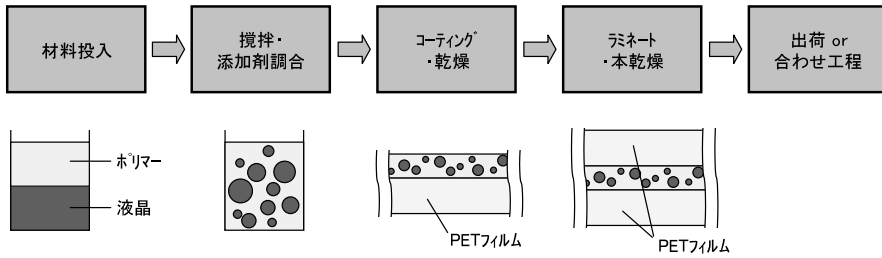 材料投入
撹拌・
添加剤調合
コーティング
・乾燥
ラミネート
・本乾燥
出荷 or
合わせ工程
ポリマー
液晶
PETフィルム
PETフィルム